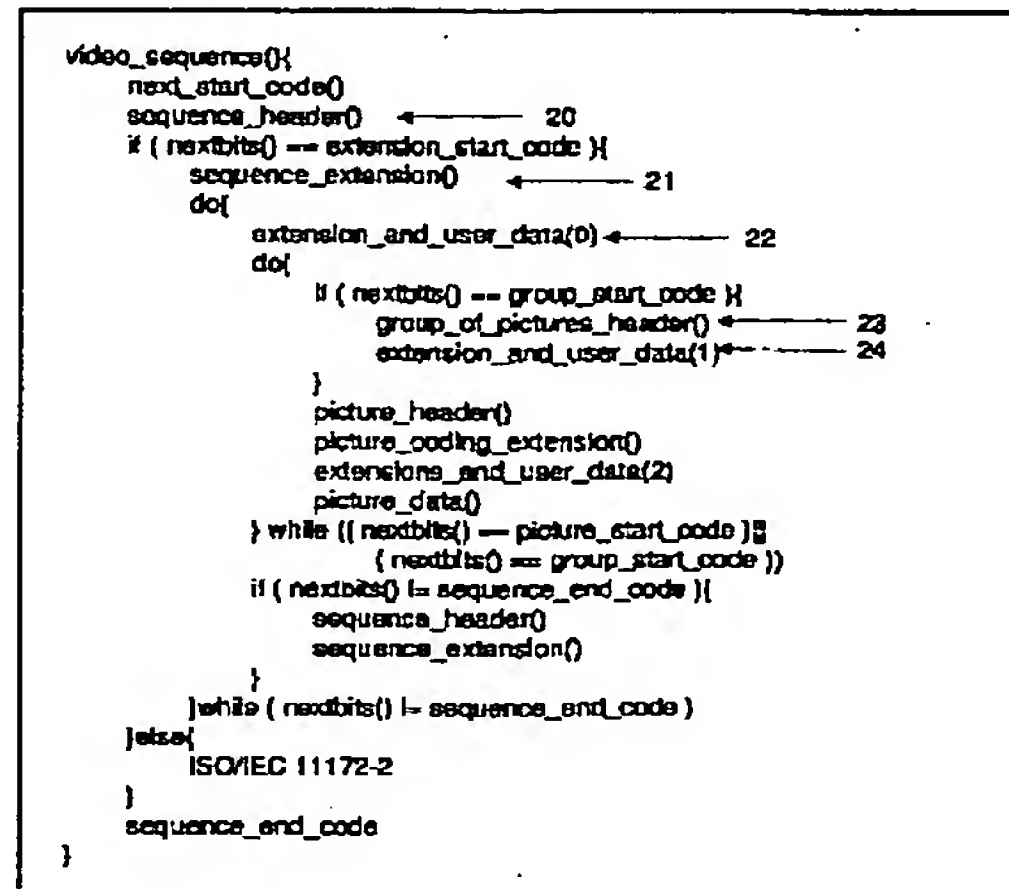 video_sequence(){
next_start_code()
sequence_header() 20
if ( nextbits() == extension_start_code ){
sequence_extension() 21
do{
extension_and_user_data(0) 22
do{
if ( nextbits() == group_start_code ){
group_of_pictures_header() 23
extension_and_user_data(1) 24
}
picture_header()
picture_coding_extension()
extensions_and_user_data(2)
picture_data()
} while (( nextbits() == picture_start_code )
( nextbits() == group_start_code ))
if ( nextbits() != sequence_end_code ){
sequence_header()
sequence_extension()
}
}while ( nextbits() != sequence_end_code )
}else{
ISO/IEC 11172-2
}
sequence_end_code
}